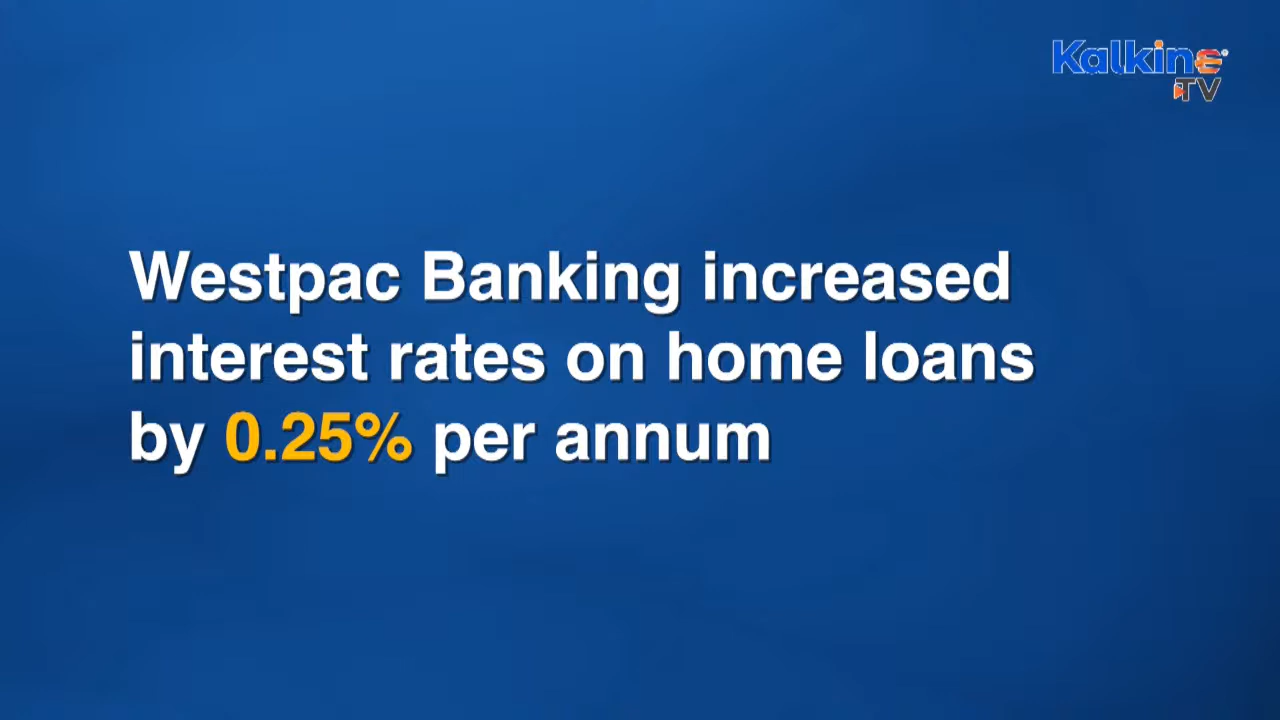 Kalkine
TV
Westpac Banking increased
interest rates on home loans
by 0.25% per annum